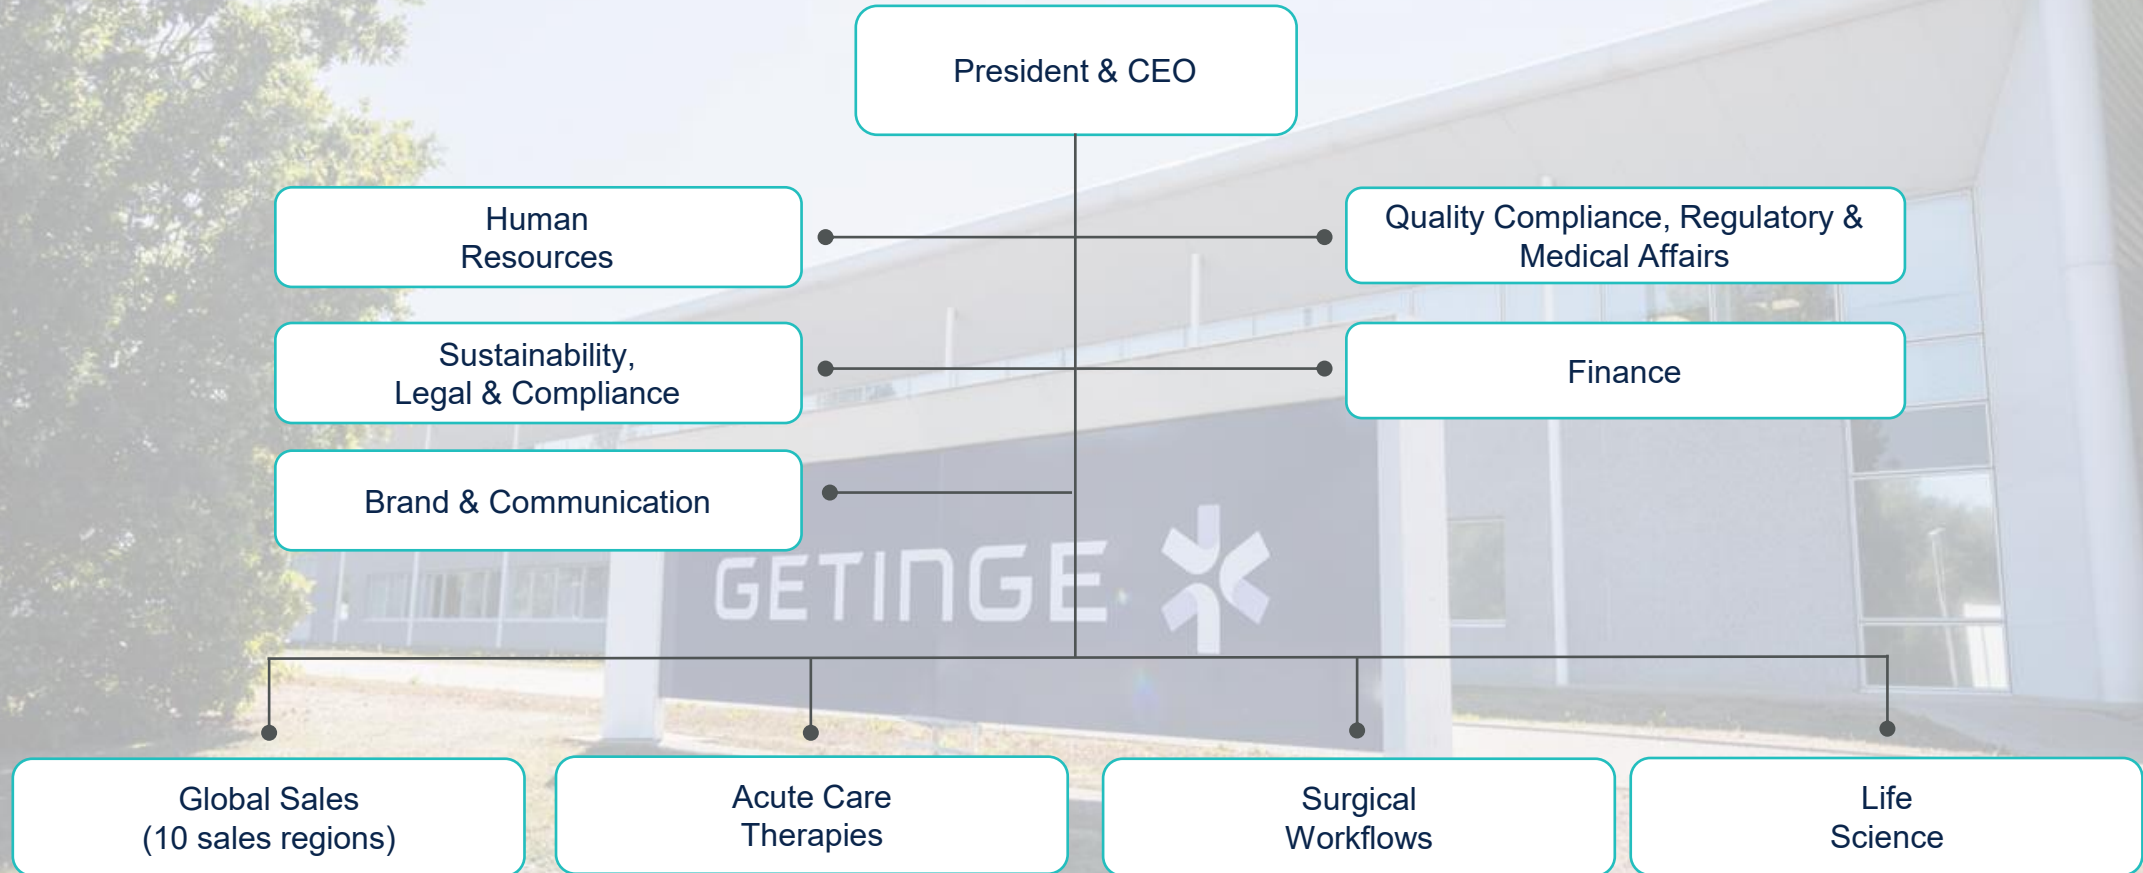 President & CEO
Human
Resources
Quality Compliance, Regulatory &
Medical Affairs
Sustainability,
Legal & Compliance
Finance
Brand & Communication
GETINGE
Global Sales
(10 sales regions)
Acute Care
Therapies
Surgical
Workflows
Life
Science